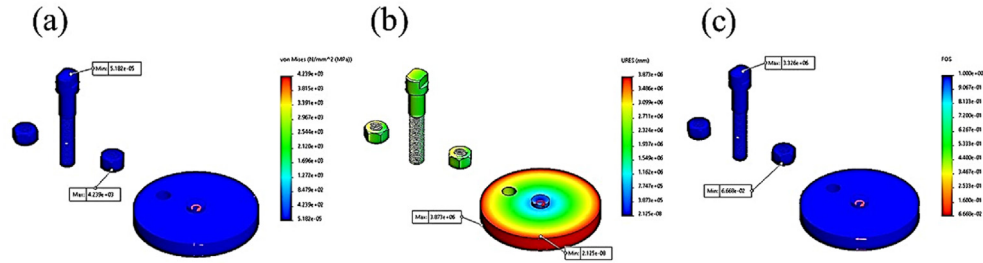 (a)
(b)
(c)
von Mises (N/mm^2 (MPa))
4.239e+03
3.815e+03
3.391e+03
2.967e+03
2.544e+03
2.120e+03
1.696e+03
1.272e+03
8.479e+02
4.239e+02
5.182e-05
Min: 5.182e-05
Max: 4.239e+03
URES (mm)
3.873e+06
3.486e+06
3.099e+06
2.711e+06
2.324e+06
1.937e+06
1.549e+06
1.162e+06
7.747e+05
3.873e+05
2.125e-08
Max: 3.873e+06
Min: 2.125e-08
FOS
1.000e+00
9.067e-01
8.133e-01
7.200e-01
6.267e-01
5.333e-01
4.400e-01
3.467e-01
2.533e-01
1.600e-01
6.668e-02
Max: 3.326e+06
Min: 6.668e-02